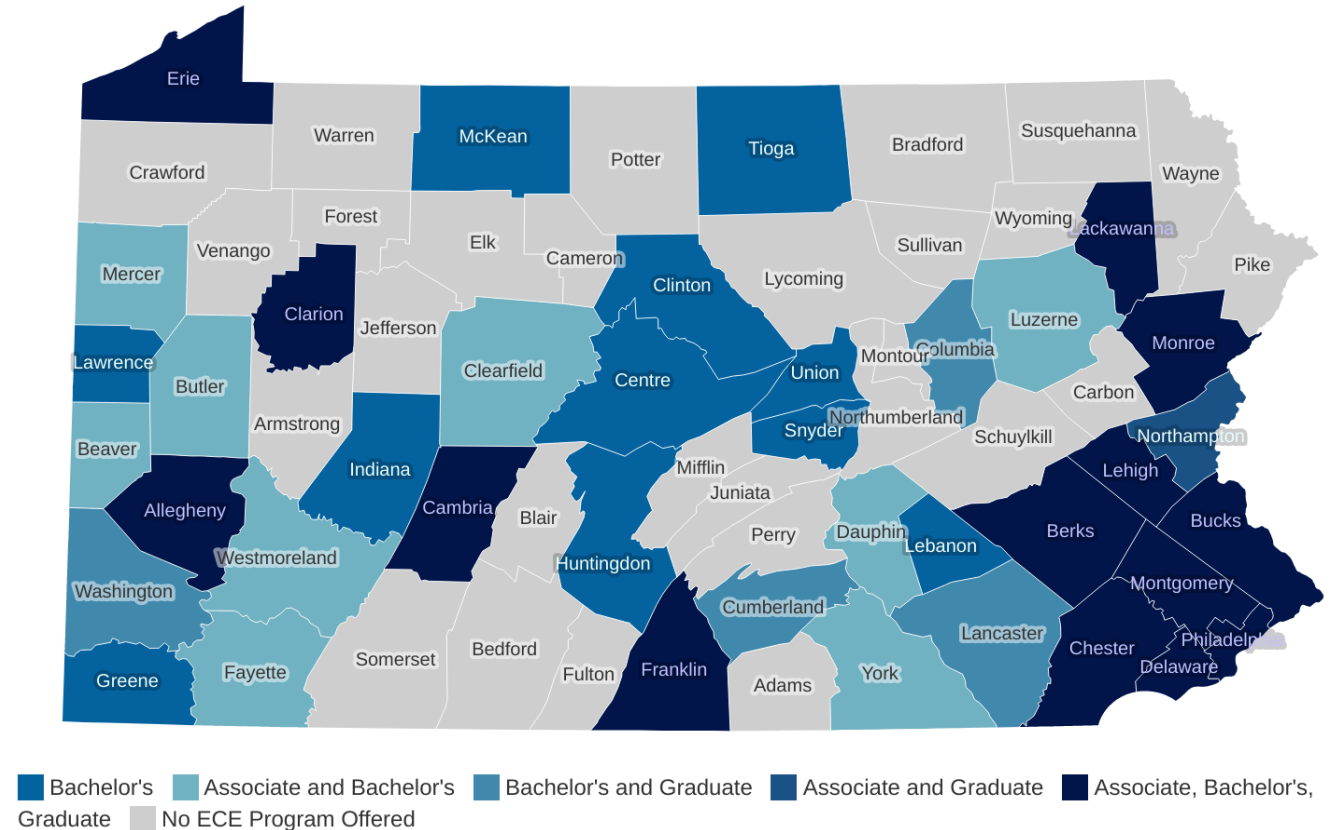 Erie
Warren
McKean
Potter
Tioga
Bradford
Susquehanna
Crawford
Wayne
Forest
Wyoming
Lackawanna
Venango
Elk
Cameron
Sullivan
Mercer
Lycoming
Pike
Clinton
Clarion
Jefferson
Luzerne
Lawrence
Montour
Columbia
Monroe
Butler
Clearfield
Centre
Union
Carbon
Armstrong
Northumberland
Snyder
Schuylkill
Northampton
Beaver
Indiana
Mifflin
Lehigh
Juniata
Allegheny
Cambria
Blair
Perry
Dauphin
Lebanon
Berks
Bucks
Westmoreland
Huntingdon
Washington
Cumberland
Montgomery
Lancaster
Philadelphia
Somerset
Bedford
Chester
Greene
Fayette
Fulton
Franklin
Adams
York
Delaware
Bachelor's Associate and Bachelor's Bachelor's and Graduate Associate and Graduate Associate, Bachelor's,
Graduate No ECE Program Offered